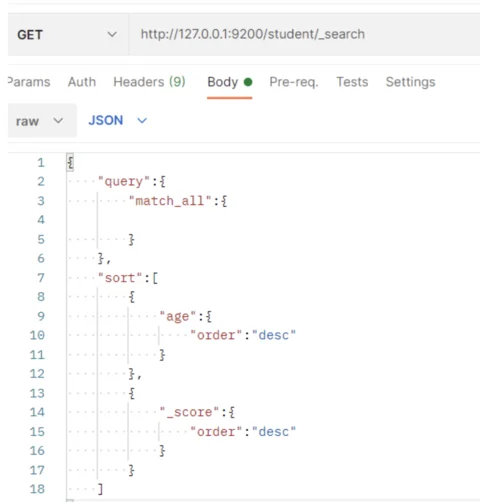 GET http://127.0.0.1:9200/student/_search
Params Auth Headers (9) Body Pre-req. Tests Settings
raw JSON
1 {
2 "query":{
3 "match_all":{
4
5 }
6 },
7 "sort":[
8 {
9 "age":{
10 "order":"desc"
11 }
12 },
13 {
14 "_score":{
15 "order":"desc"
16 }
17 }
18 ]